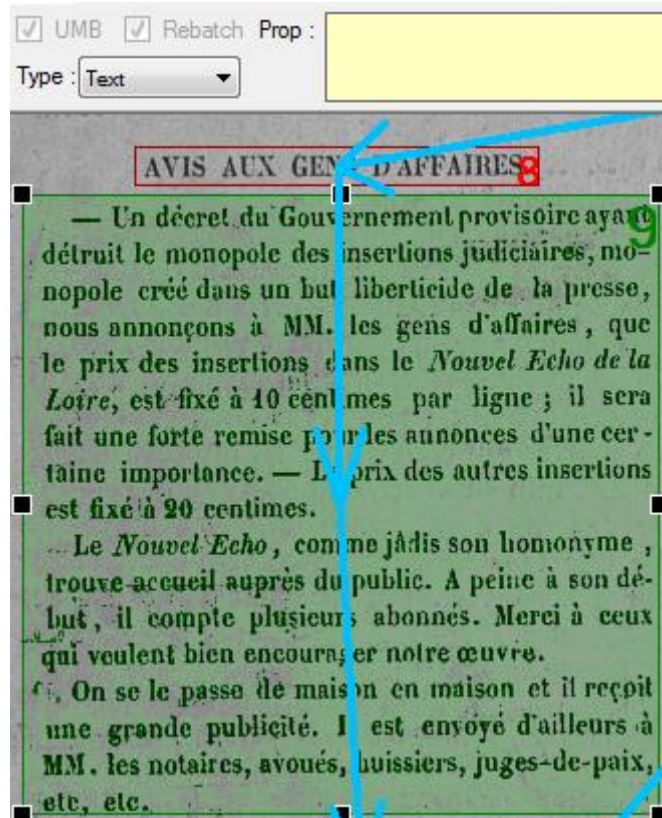 UMB Rebatch Prop :
Type : Text
AVIS AUX GENS D'AFFAIRES 8
9
— Un décret du Gouvernement provisoire ayant
détruit le monopole des insertions judiciaires, mo-
nopole créé dans un but liberticide de la presse,
nous annonçons à MM. les gens d'affaires, que
le prix des insertions dans le Nouvel Echo de la
Loire, est fixé à 10 centimes par ligne ; il sera
fait une forte remise pour les annonces d'une cer-
taine importance. — Le prix des autres insertions
est fixé à 20 centimes.
Le Nouvel Echo, comme jadis son homonyme,
trouve accueil auprès du public. A peine à son dé-
but, il compte plusieurs abonnés. Merci à ceux
qui veulent bien encourager notre œuvre.
On se le passe de maison en maison et il reçoit
une grande publicité. Il est envoyé d'ailleurs à
MM. les notaires, avoués, huissiers, juges-de-paix,
etc, etc.